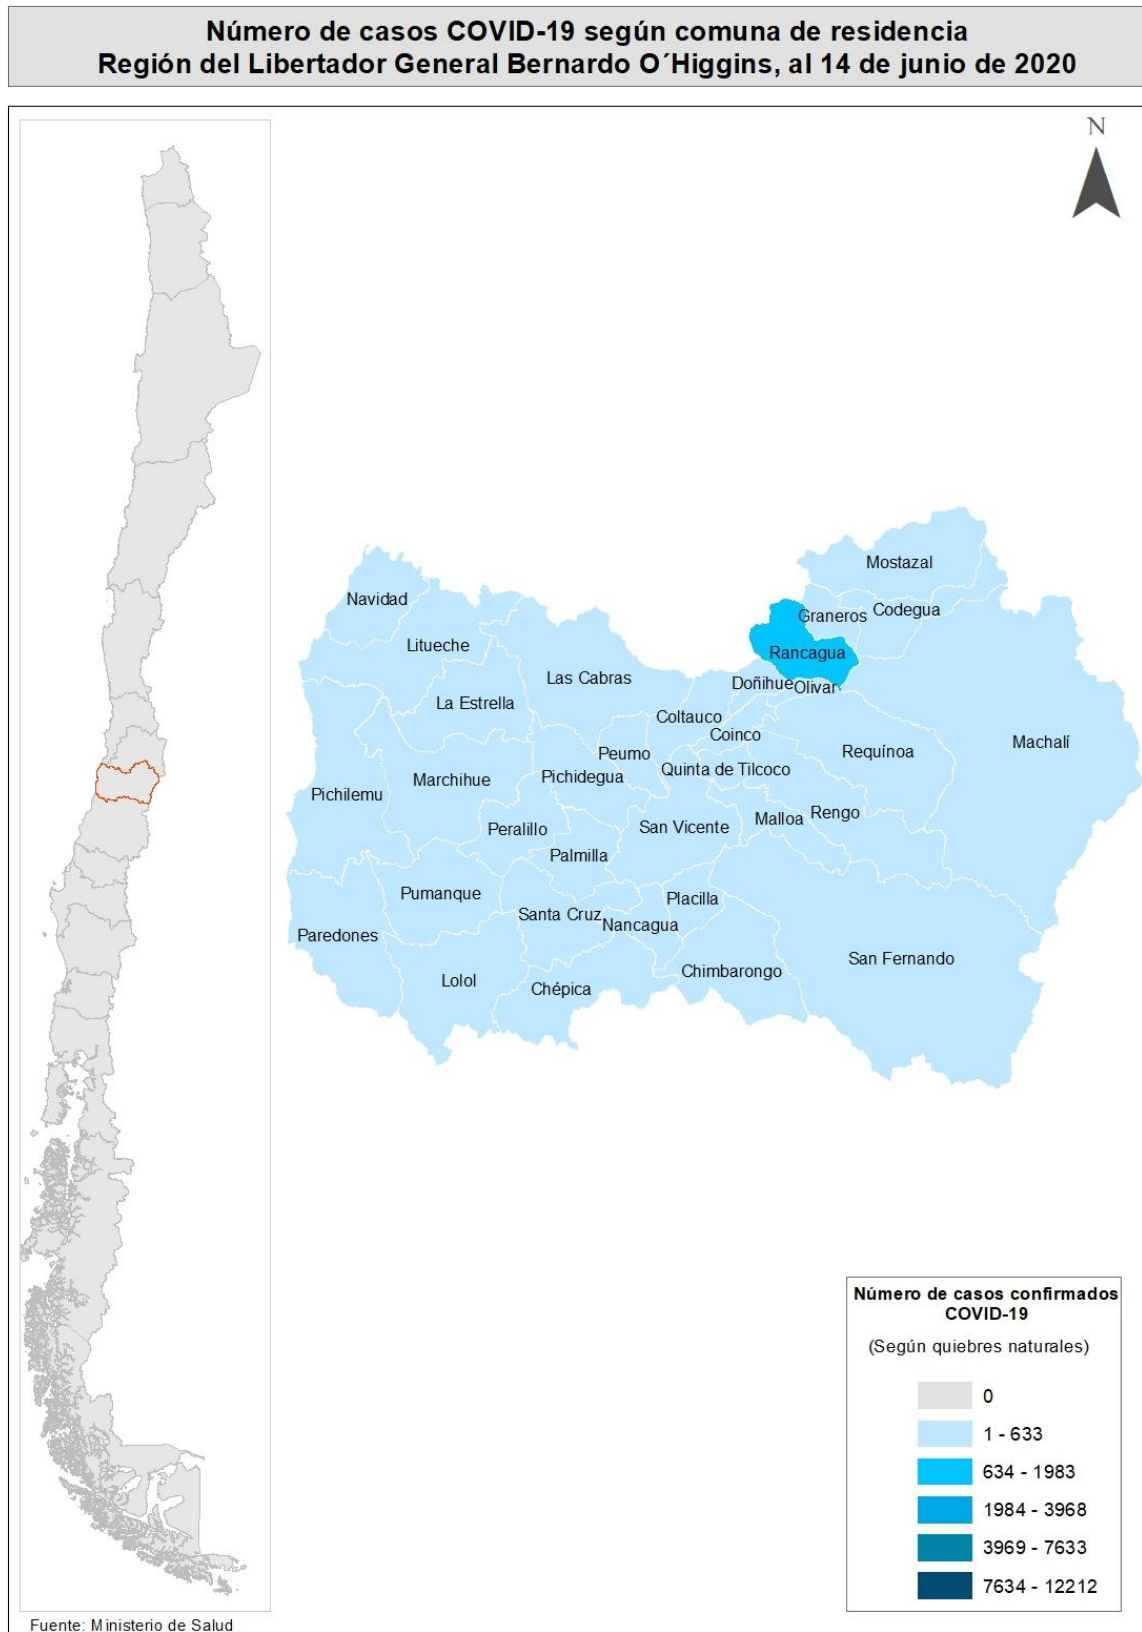 Número de casos COVID-19 según comuna de residencia
Región del Libertador General Bernardo O´Higgins, al 14 de junio de 2020
N
Mostazal
Navidad
Graneros
Codegua
Litueche
Rancagua
Las Cabras
Doñihue
Olivar
La Estrella
Coltauco
Coinco
Machalí
Peumo
Requínoa
Marchihue
Pichidegua
Quinta de Tilcoco
Pichilemu
Rengo
Malloa
Peralillo
San Vicente
Palmilla
Pumanque
Placilla
Santa Cruz
Nancagua
Paredones
San Fernando
Chimbarongo
Lolol
Chépica
Número de casos confirmados
COVID-19
(Según quiebres naturales)
0
1 - 633
634 - 1983
1984 - 3968
3969 - 7633
7634 - 12212
Fuente: Ministerio de Salud